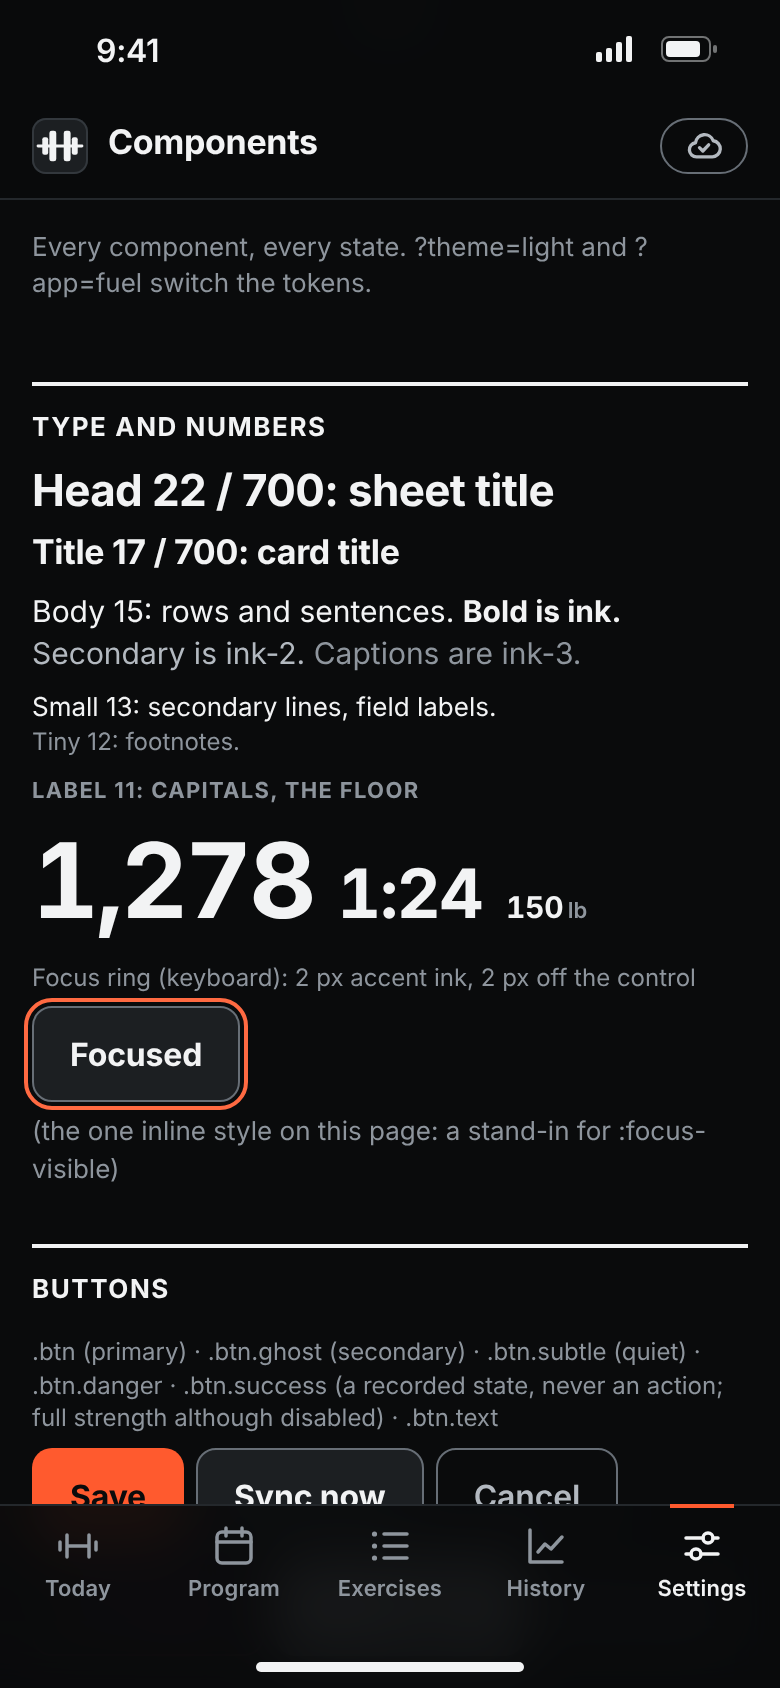 9:41
Components
Every component, every state. ?theme=light and ?
app=fuel switch the tokens.
TYPE AND NUMBERS
Head 22 / 700: sheet title
Title 17 / 700: card title
Body 15: rows and sentences. Bold is ink.
Secondary is ink-2. Captions are ink-3.
Small 13: secondary lines, field labels.
Tiny 12: footnotes.
LABEL 11: CAPITALS, THE FLOOR
1,278 1:24 150 lb
Focus ring (keyboard): 2 px accent ink, 2 px off the control
Focused
(the one inline style on this page: a stand-in for :focus-
visible)
BUTTONS
.btn (primary) · .btn.ghost (secondary) · .btn.subtle (quiet) ·
.btn.danger · .btn.success (a recorded state, never an action;
full strength although disabled) · .btn.text
Save Sync now Cancel
Today Program Exercises History Settings